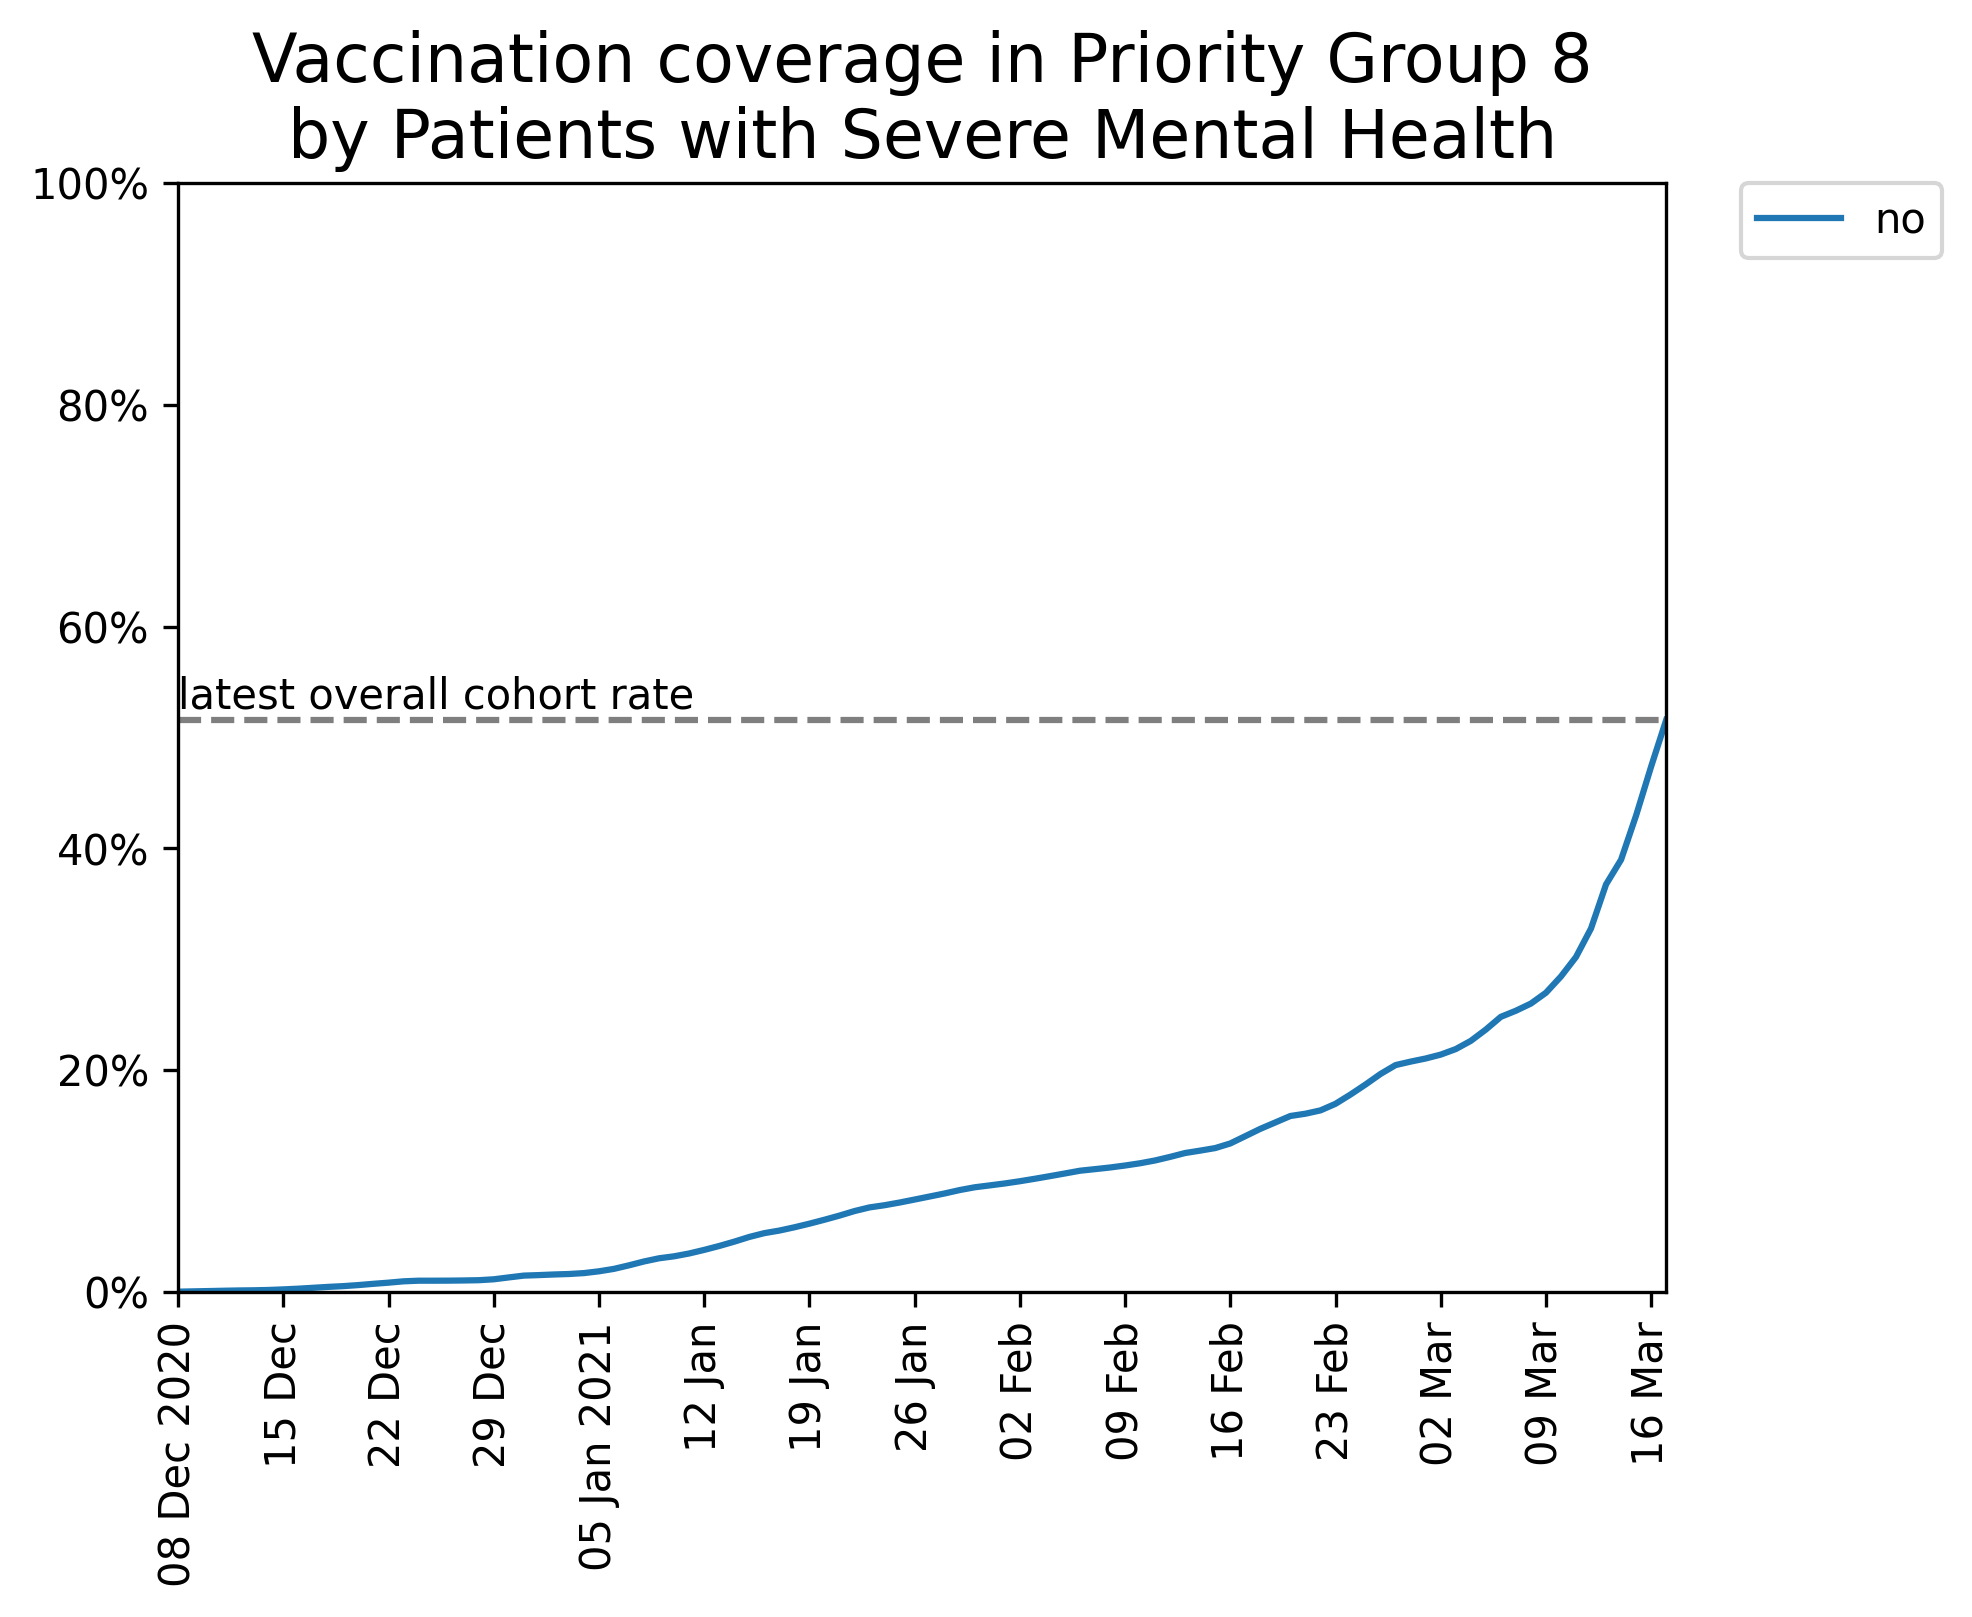 Vaccination coverage in Priority Group 8
by Patients with Severe Mental Health
100%
80%
60%
40%
20%
0%
latest overall cohort rate
no
08 Dec 2020
15 Dec
22 Dec
29 Dec
05 Jan 2021
12 Jan
19 Jan
26 Jan
02 Feb
09 Feb
16 Feb
23 Feb
02 Mar
09 Mar
16 Mar